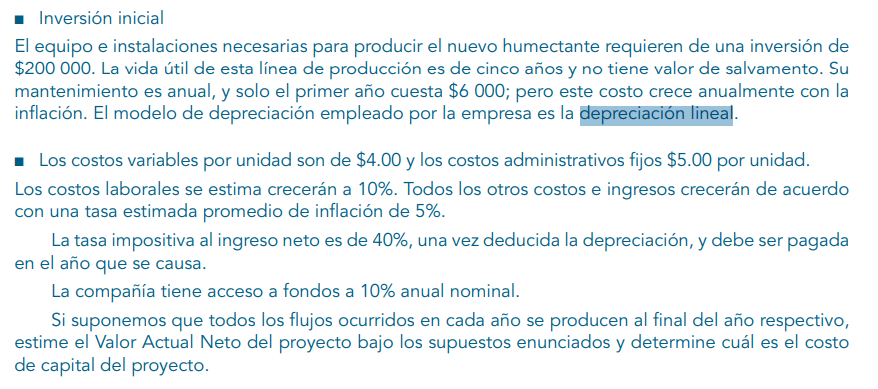 ■ Inversión inicial
El equipo e instalaciones necesarias para producir el nuevo humectante requieren de una inversión de
$200 000. La vida útil de esta línea de producción es de cinco años y no tiene valor de salvamento. Su
mantenimiento es anual, y solo el primer año cuesta $6 000; pero este costo crece anualmente con la
inflación. El modelo de depreciación empleado por la empresa es la depreciación lineal.
■ Los costos variables por unidad son de $4.00 y los costos administrativos fijos $5.00 por unidad.
Los costos laborales se estima crecerán a 10%. Todos los otros costos e ingresos crecerán de acuerdo
con una tasa estimada promedio de inflación de 5%.
La tasa impositiva al ingreso neto es de 40%, una vez deducida la depreciación, y debe ser pagada
en el año que se causa.
La compañía tiene acceso a fondos a 10% anual nominal.
Si suponemos que todos los flujos ocurridos en cada año se producen al final del año respectivo,
estime el Valor Actual Neto del proyecto bajo los supuestos enunciados y determine cuál es el costo
de capital del proyecto.